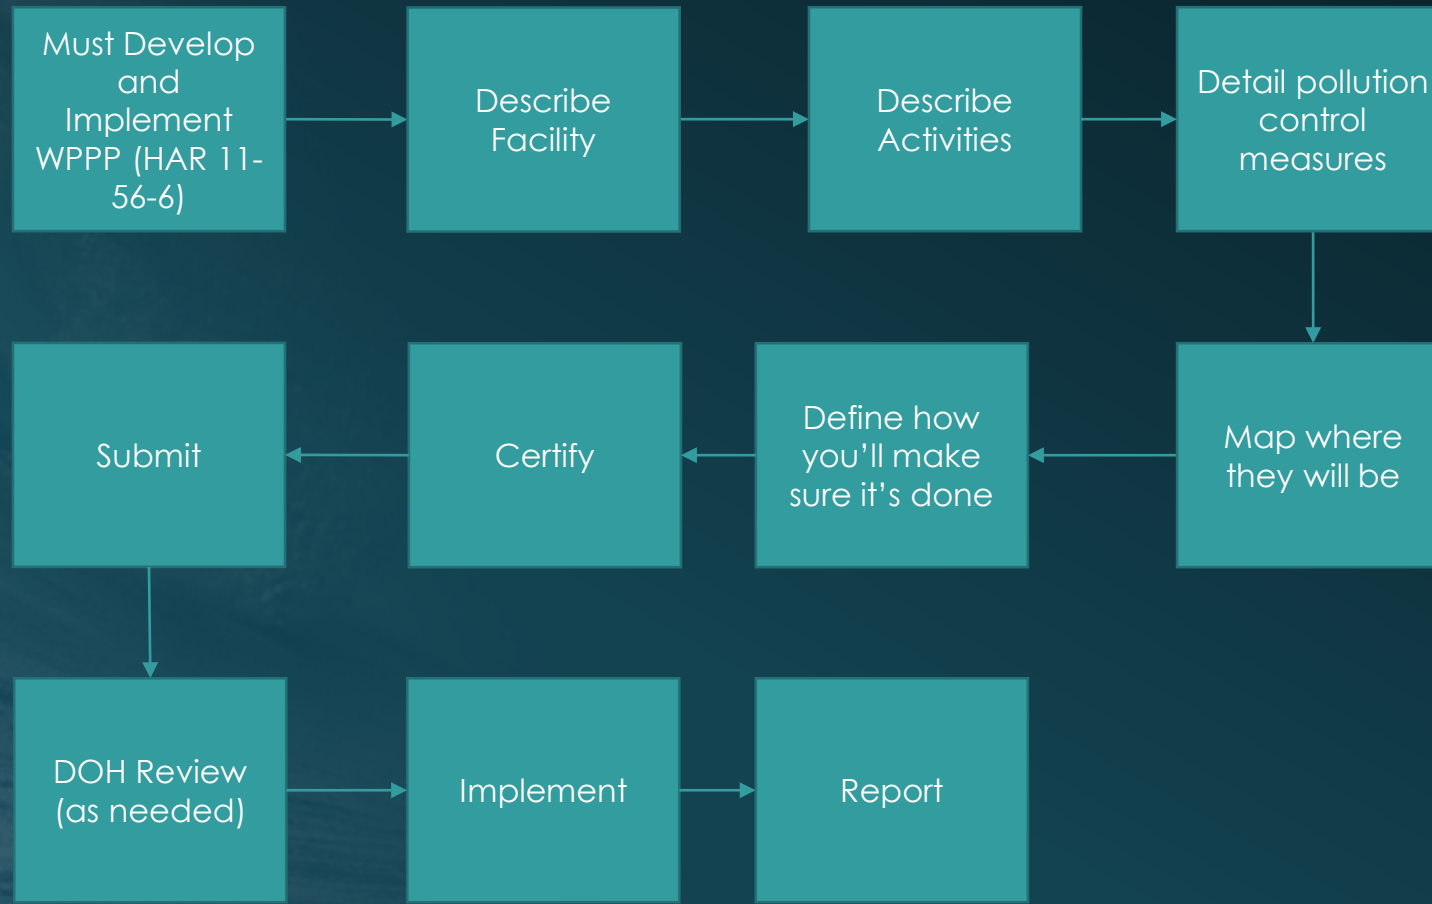 Must Develop
and
Implement
WPPP (HAR 11-
56-6)
Describe
Facility
Describe
Activities
Detail pollution
control
measures
Map where
they will be
Define how
you’ll make
sure it’s done
Certify
Submit
DOH Review
(as needed)
Implement
Report